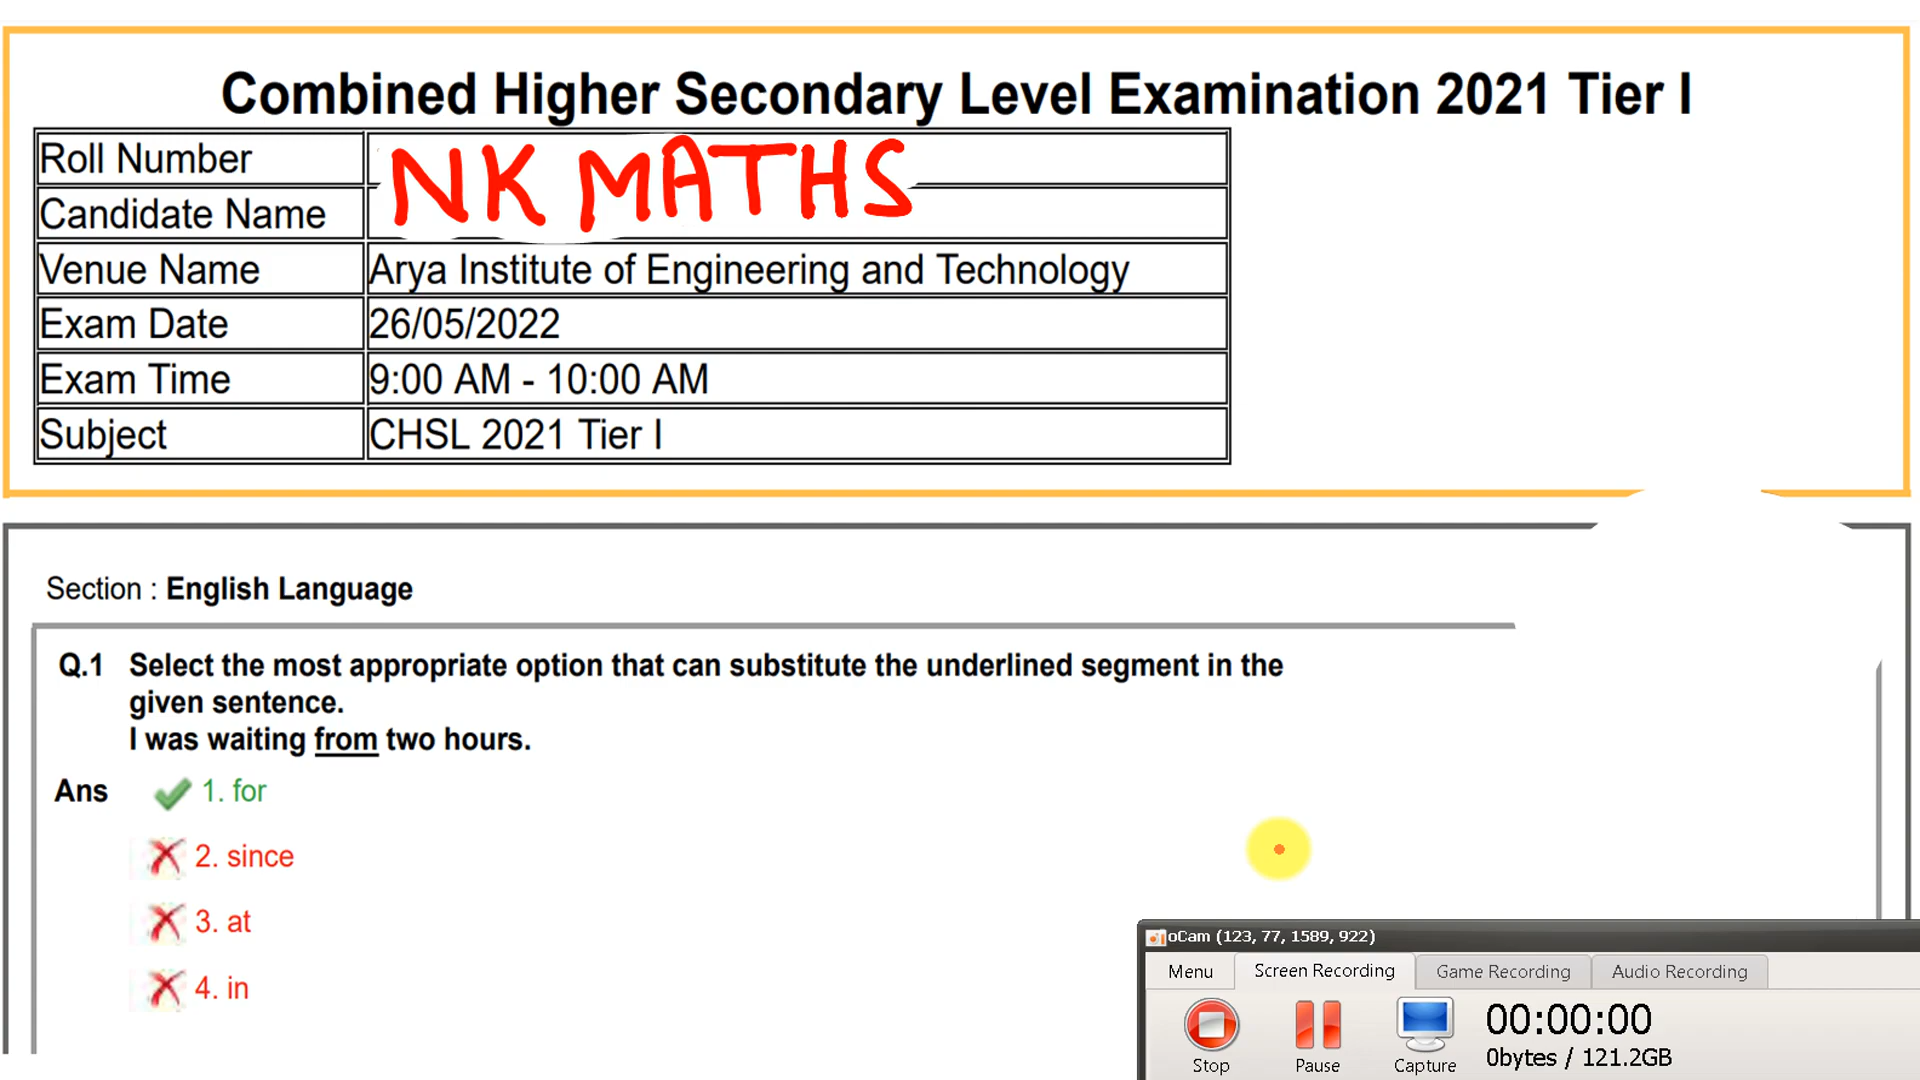 Combined Higher Secondary Level Examination 2021 Tier I
Roll Number
NK MATHS
Candidate Name
Venue Name Arya Institute of Engineering and Technology
Exam Date 26/05/2022
Exam Time 9:00 AM - 10:00 AM
Subject CHSL 2021 Tier I
Section : English Language
Q.1 Select the most appropriate option that can substitute the underlined segment in the
given sentence.
I was waiting from two hours.
Ans 1. for
2. since
3. at
4. in
oCam (123, 77, 1589, 922)
Menu Screen Recording Game Recording Audio Recording
00:00:00
0bytes / 121.2GB
Stop Pause Capture